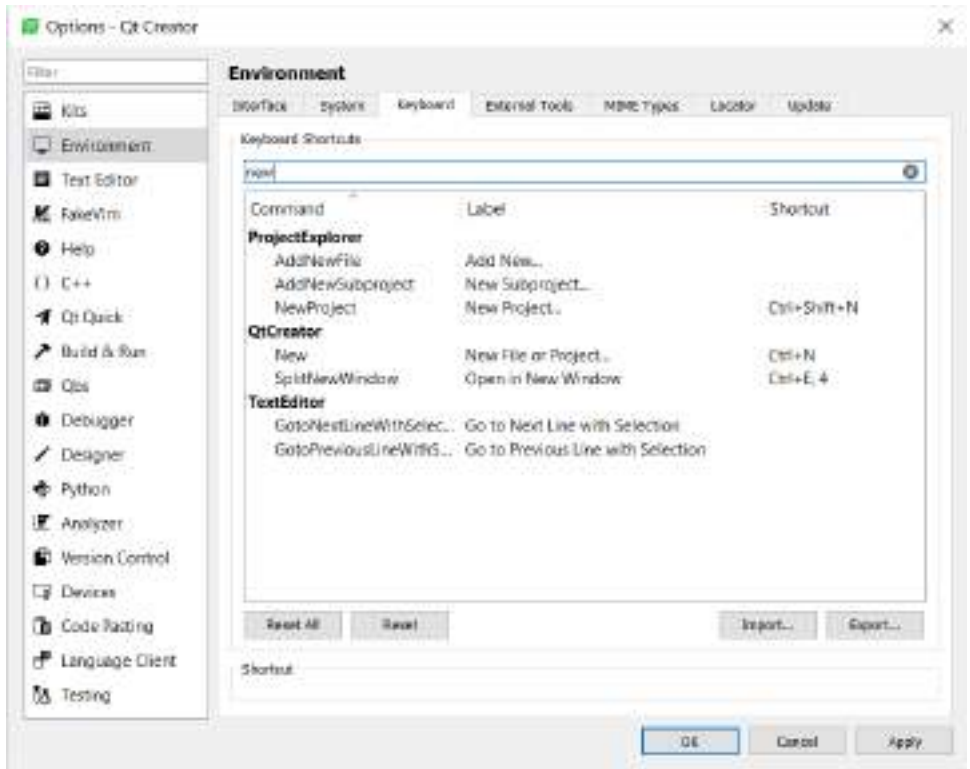 Options - Qt Creator
Filter
Kits
Environment
Text Editor
FakeVim
Help
C++
Qt Quick
Build & Run
Qbs
Debugger
Designer
Python
Analyzer
Version Control
Devices
Code Pasting
Language Client
Testing
Environment
Interface System Keyboard External Tools MIME Types Locator Update
Keyboard Shortcuts
new
Command Label Shortcut
ProjectExplorer
AddNewFile Add New...
AddNewSubproject New Subproject...
NewProject New Project... Ctrl+Shift+N
QtCreator
New New File or Project... Ctrl+N
SplitNewWindow Open in New Window Ctrl+E, 4
TextEditor
GotoNextLineWithSelec... Go to Next Line with Selection
GotoPreviousLineWithS... Go to Previous Line with Selection
Reset All Reset Import... Export...
Shortcut
OK Cancel Apply